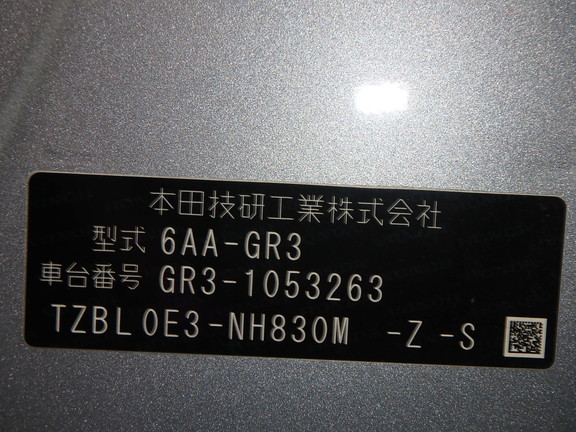 本田技研工業株式会社
型式 6AA-GR3
車台番号 GR3-1053263
TZBL0E3-NH830M -Z -S